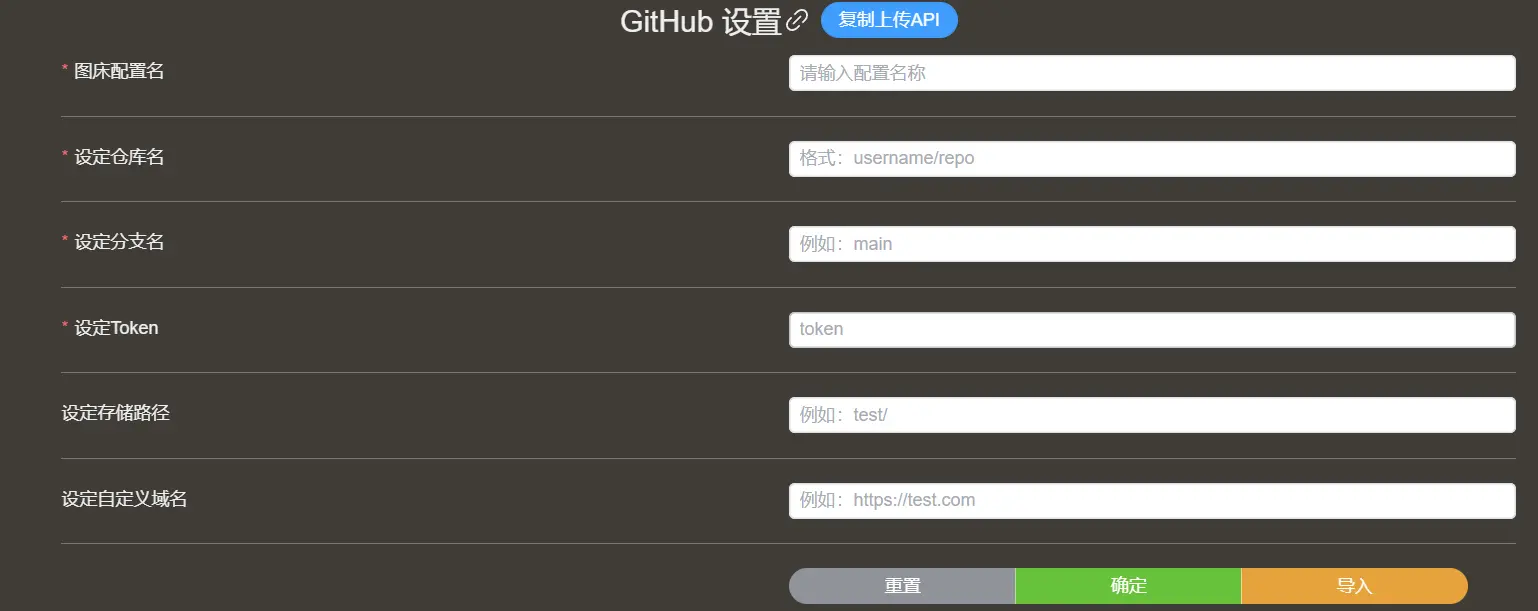 GitHub 设置 复制上传API
* 图床配置名 请输入配置名称
* 设定仓库名 格式：username/repo
* 设定分支名 例如：main
* 设定Token token
设定存储路径 例如：test/
设定自定义域名 例如：https://test.com
重置 确定 导入